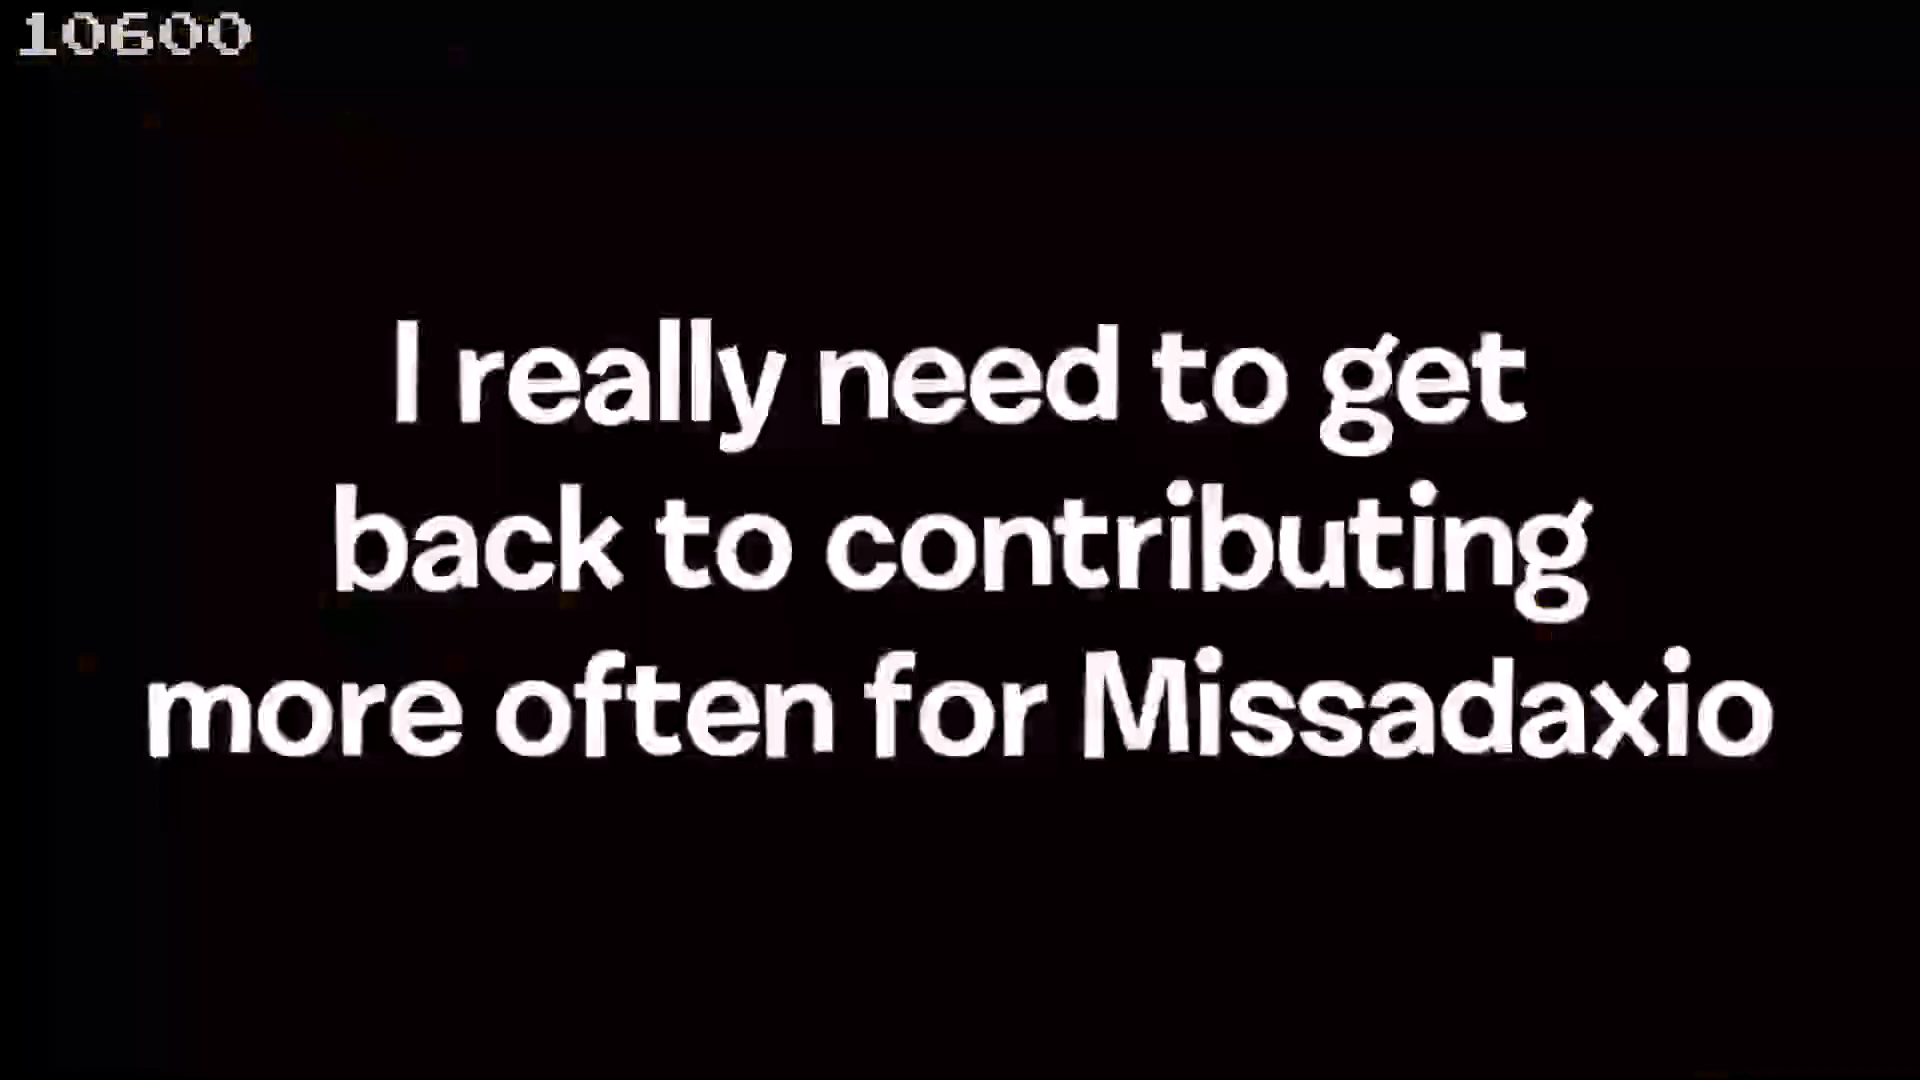 10600
I really need to get
back to contributing
more often for Missadaxio